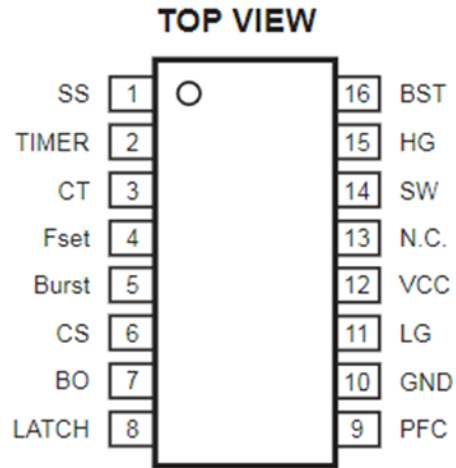 TOP VIEW
SS 1 16 BST
TIMER 2 15 HG
CT 3 14 SW
Fset 4 13 N.C.
Burst 5 12 VCC
CS 6 11 LG
BO 7 10 GND
LATCH 8 9 PFC